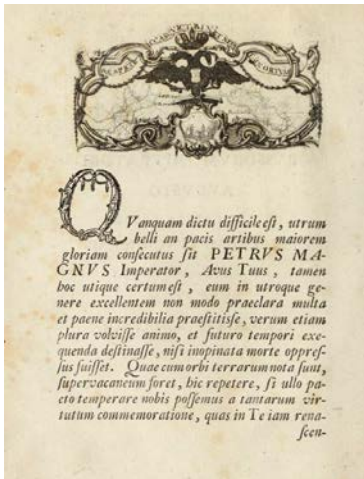 QVanquam dictu difficile est, utrum
belli an pacis artibus maiorem
gloriam consecutus sit PETRVS MA-
GNVS Imperator, Avus Tuus, tamen
hoc utique certum est, eum in utroque ge-
nere excellentem non modo praeclara multa
et paene incredibilia praestitisse, verum etiam
plura volvisse animo, et futuro tempori exe-
quenda destinasse, nisi inopinata morte oppres-
sus fuisset. Quae cum orbi terrarum nota sunt,
supervacaneum foret, hic repetere, si ullo pa-
cto temperare nobis possemus a tantarum vir-
tutum commemoratione, quas in Te iam rena-
scen-